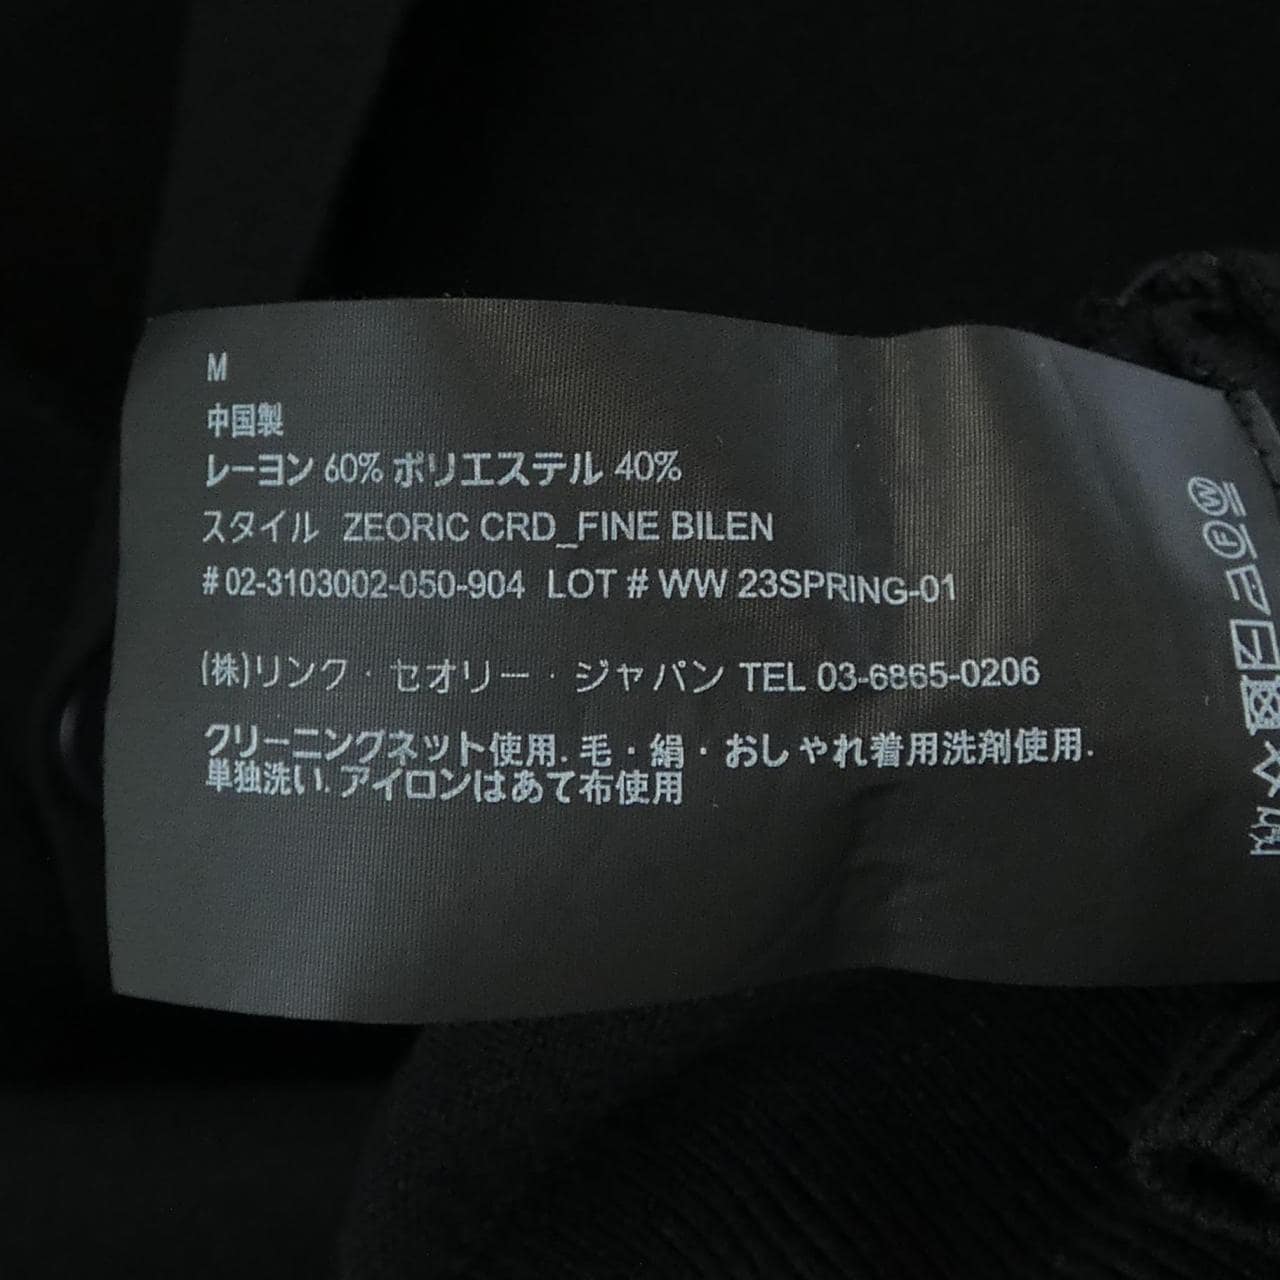 M
中国製
レーヨン 60% ポリエステル 40%
スタイル ZEORIC CRD_FINE BILEN
# 02-3103002-050-904 LOT # WW 23SPRING-01
(株)リンク・セオリー・ジャパン TEL 03-6865-0206
クリーニングネット使用. 毛・絹・おしゃれ着用洗剤使用.
単独洗い. アイロンはあて布使用
W
F